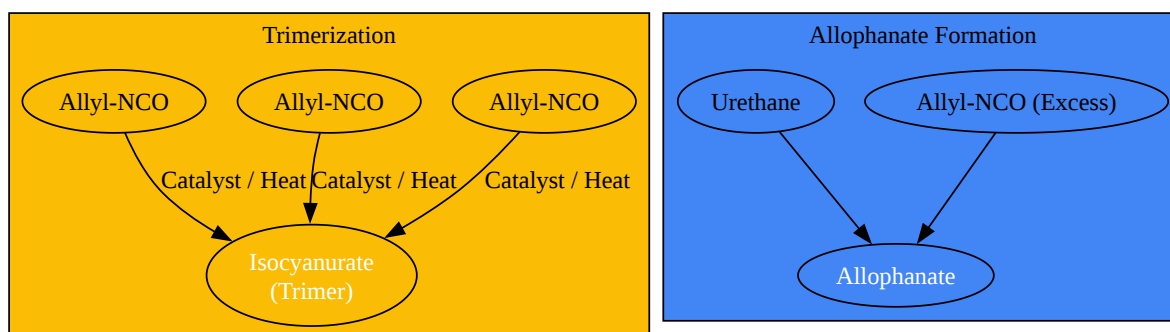 Trimerization
Allyl-NCO
Allyl-NCO
Allyl-NCO
Catalyst / Heat
Catalyst / Heat
Catalyst / Heat
Isocyanurate
(Trimer)
Allophanate Formation
Urethane
Allyl-NCO (Excess)
Allophanate